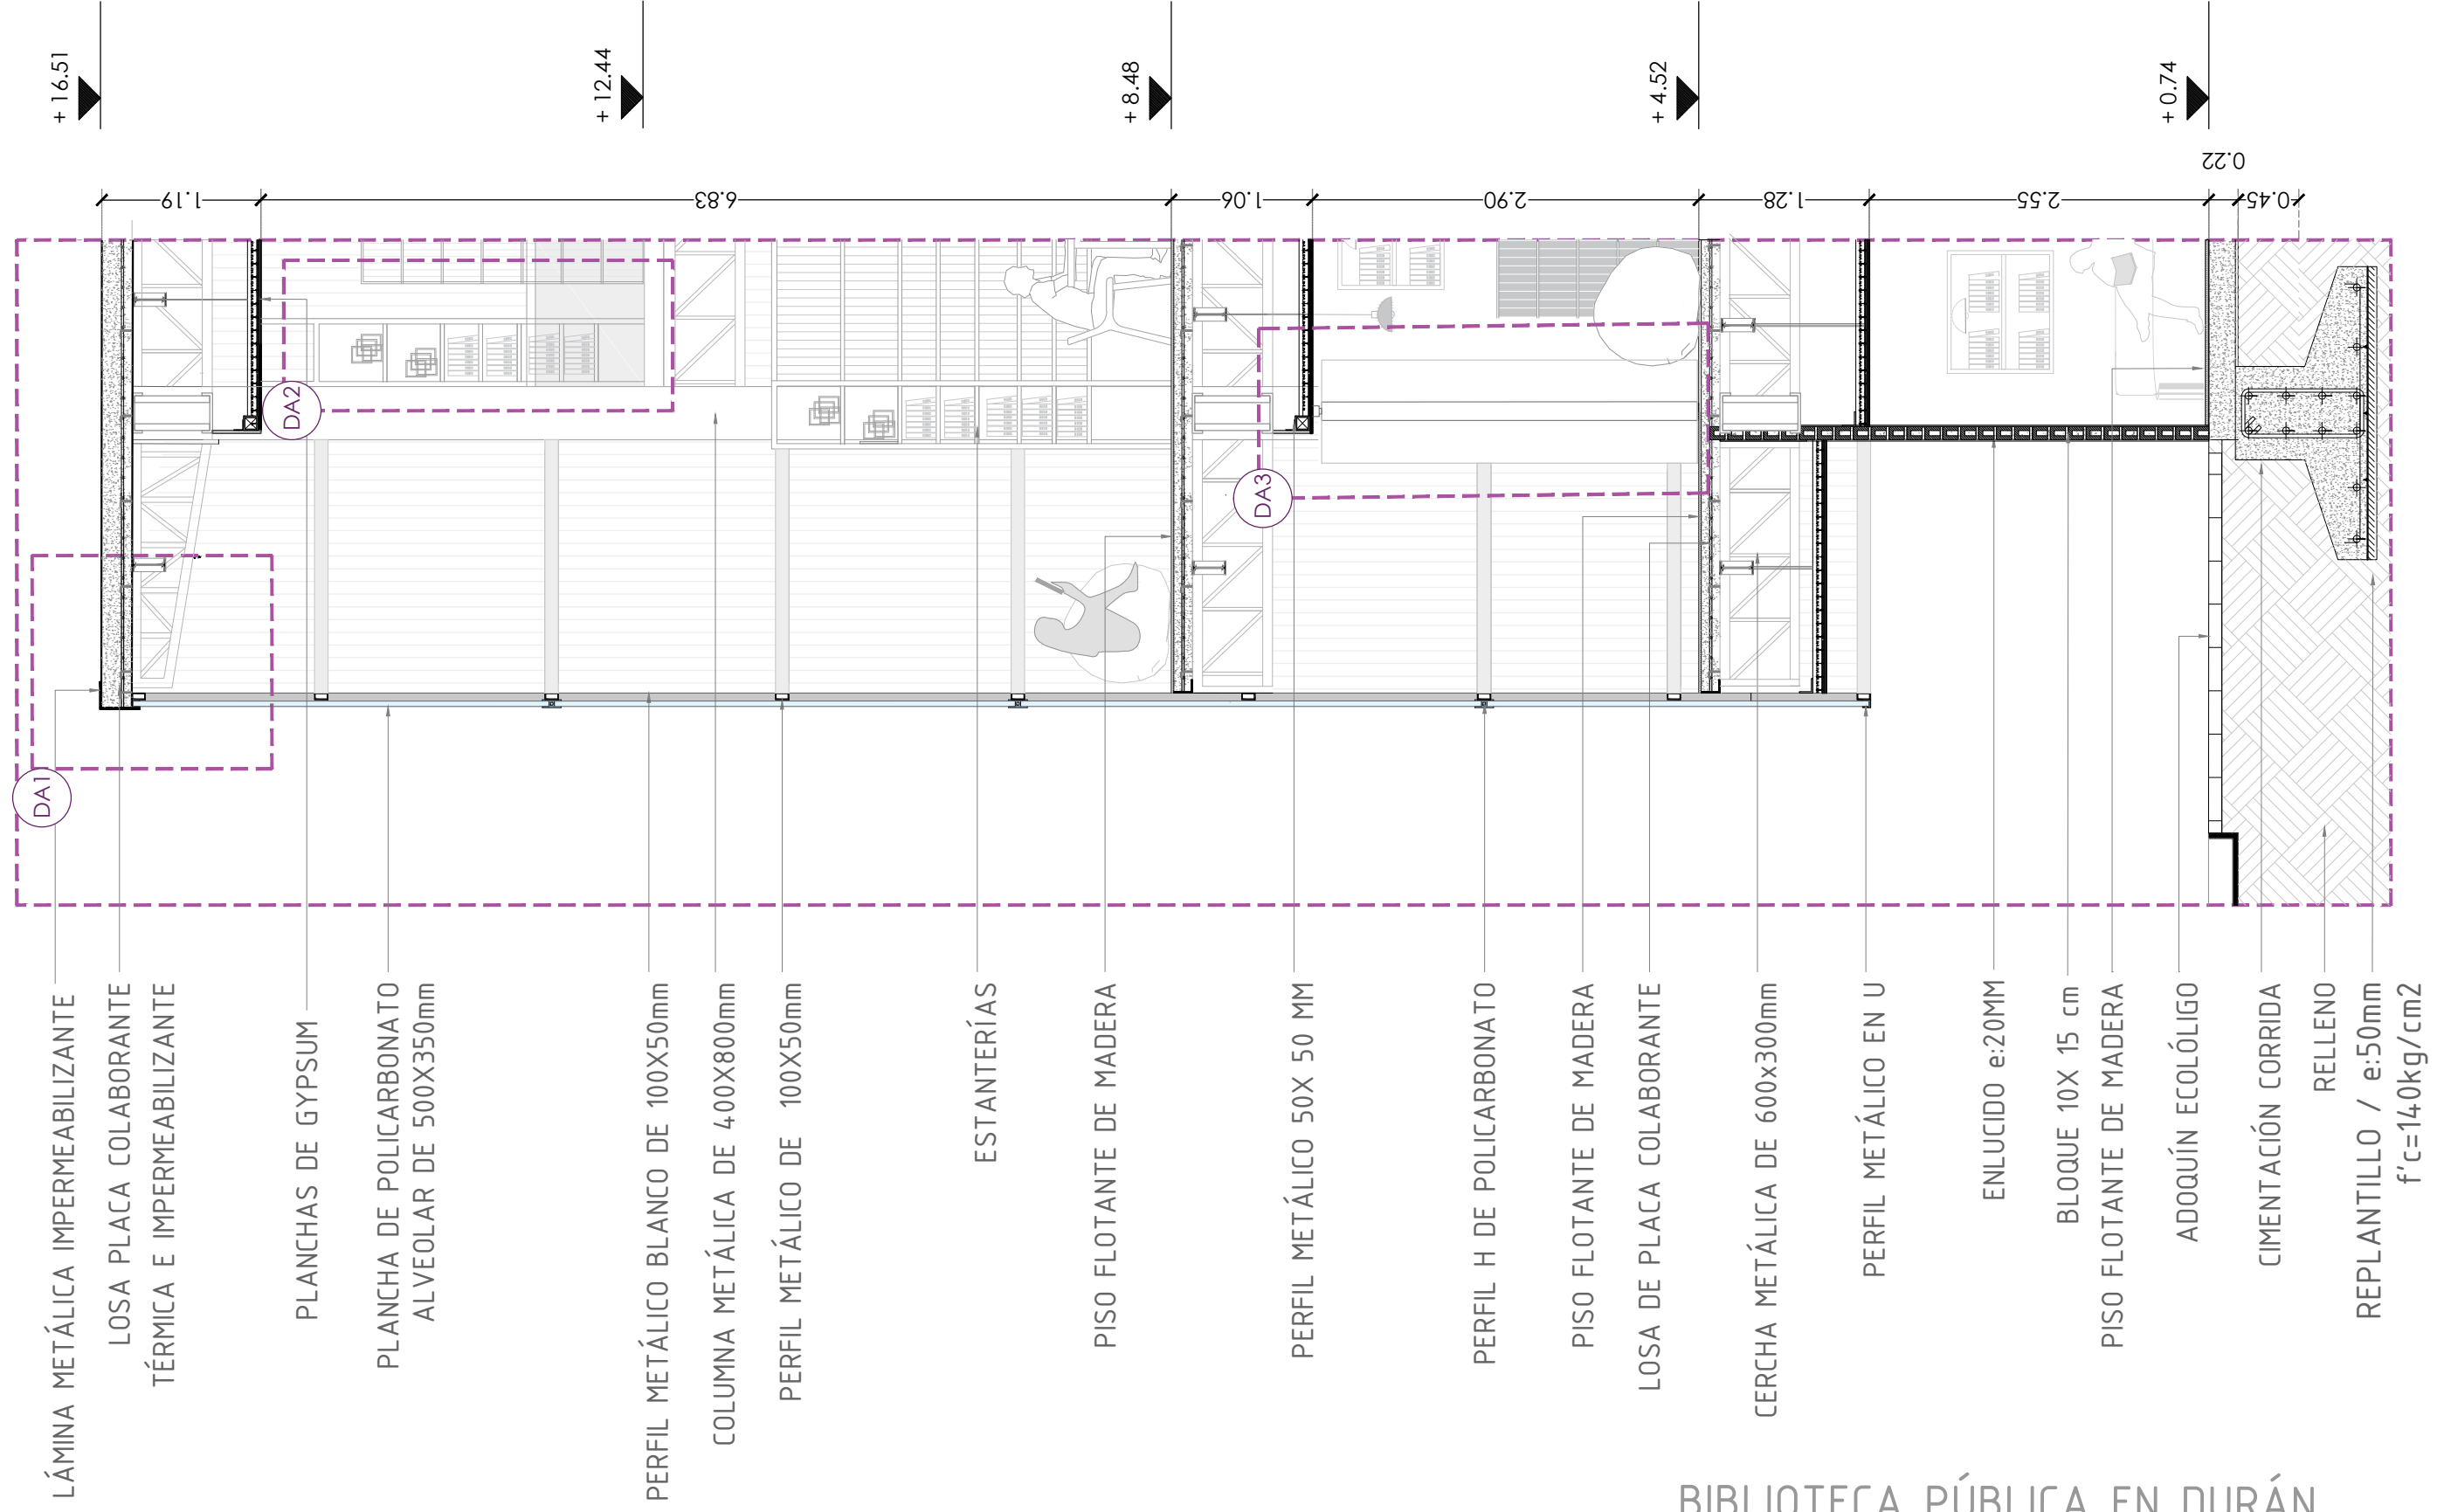 + 16.51
+ 12.44
+ 8.48
+ 4.52
+ 0.74
1.19
6.83
1.06
2.90
1.28
2.55
0.22
0.45
DA1
DA2
DA3
LÁMINA METÁLICA IMPERMEABILIZANTE
LOSA PLACA COLABORANTE
TÉRMICA E IMPERMEABILIZANTE
PLANCHAS DE GYPSUM
PLANCHA DE POLICARBONATO
ALVEOLAR DE 500X350mm
PERFIL METÁLICO BLANCO DE 100X50mm
COLUMNA METÁLICA DE 400X800mm
PERFIL METÁLICO DE 100X50mm
ESTANTERÍAS
PISO FLOTANTE DE MADERA
PERFIL METÁLICO 50X 50 MM
PERFIL H DE POLICARBONATO
PISO FLOTANTE DE MADERA
LOSA DE PLACA COLABORANTE
CERCHA METÁLICA DE 600x300mm
PERFIL METÁLICO EN U
ENLUCIDO e:20MM
BLOQUE 10X 15 cm
PISO FLOTANTE DE MADERA
ADOQUÍN ECOLÓLIGO
CIMENTACIÓN CORRIDA
RELLENO
REPLANTILLO / e:50mm
f'c=140kg/cm2
BIBLIOTECA PÚBLICA EN DURÁN